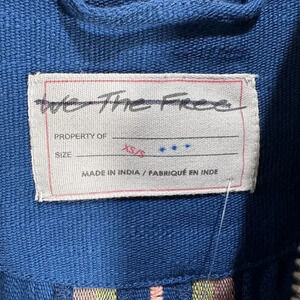 We The Free
PROPERTY OF
SIZE XS/S ***
MADE IN INDIA / FABRIQUÉ EN INDE